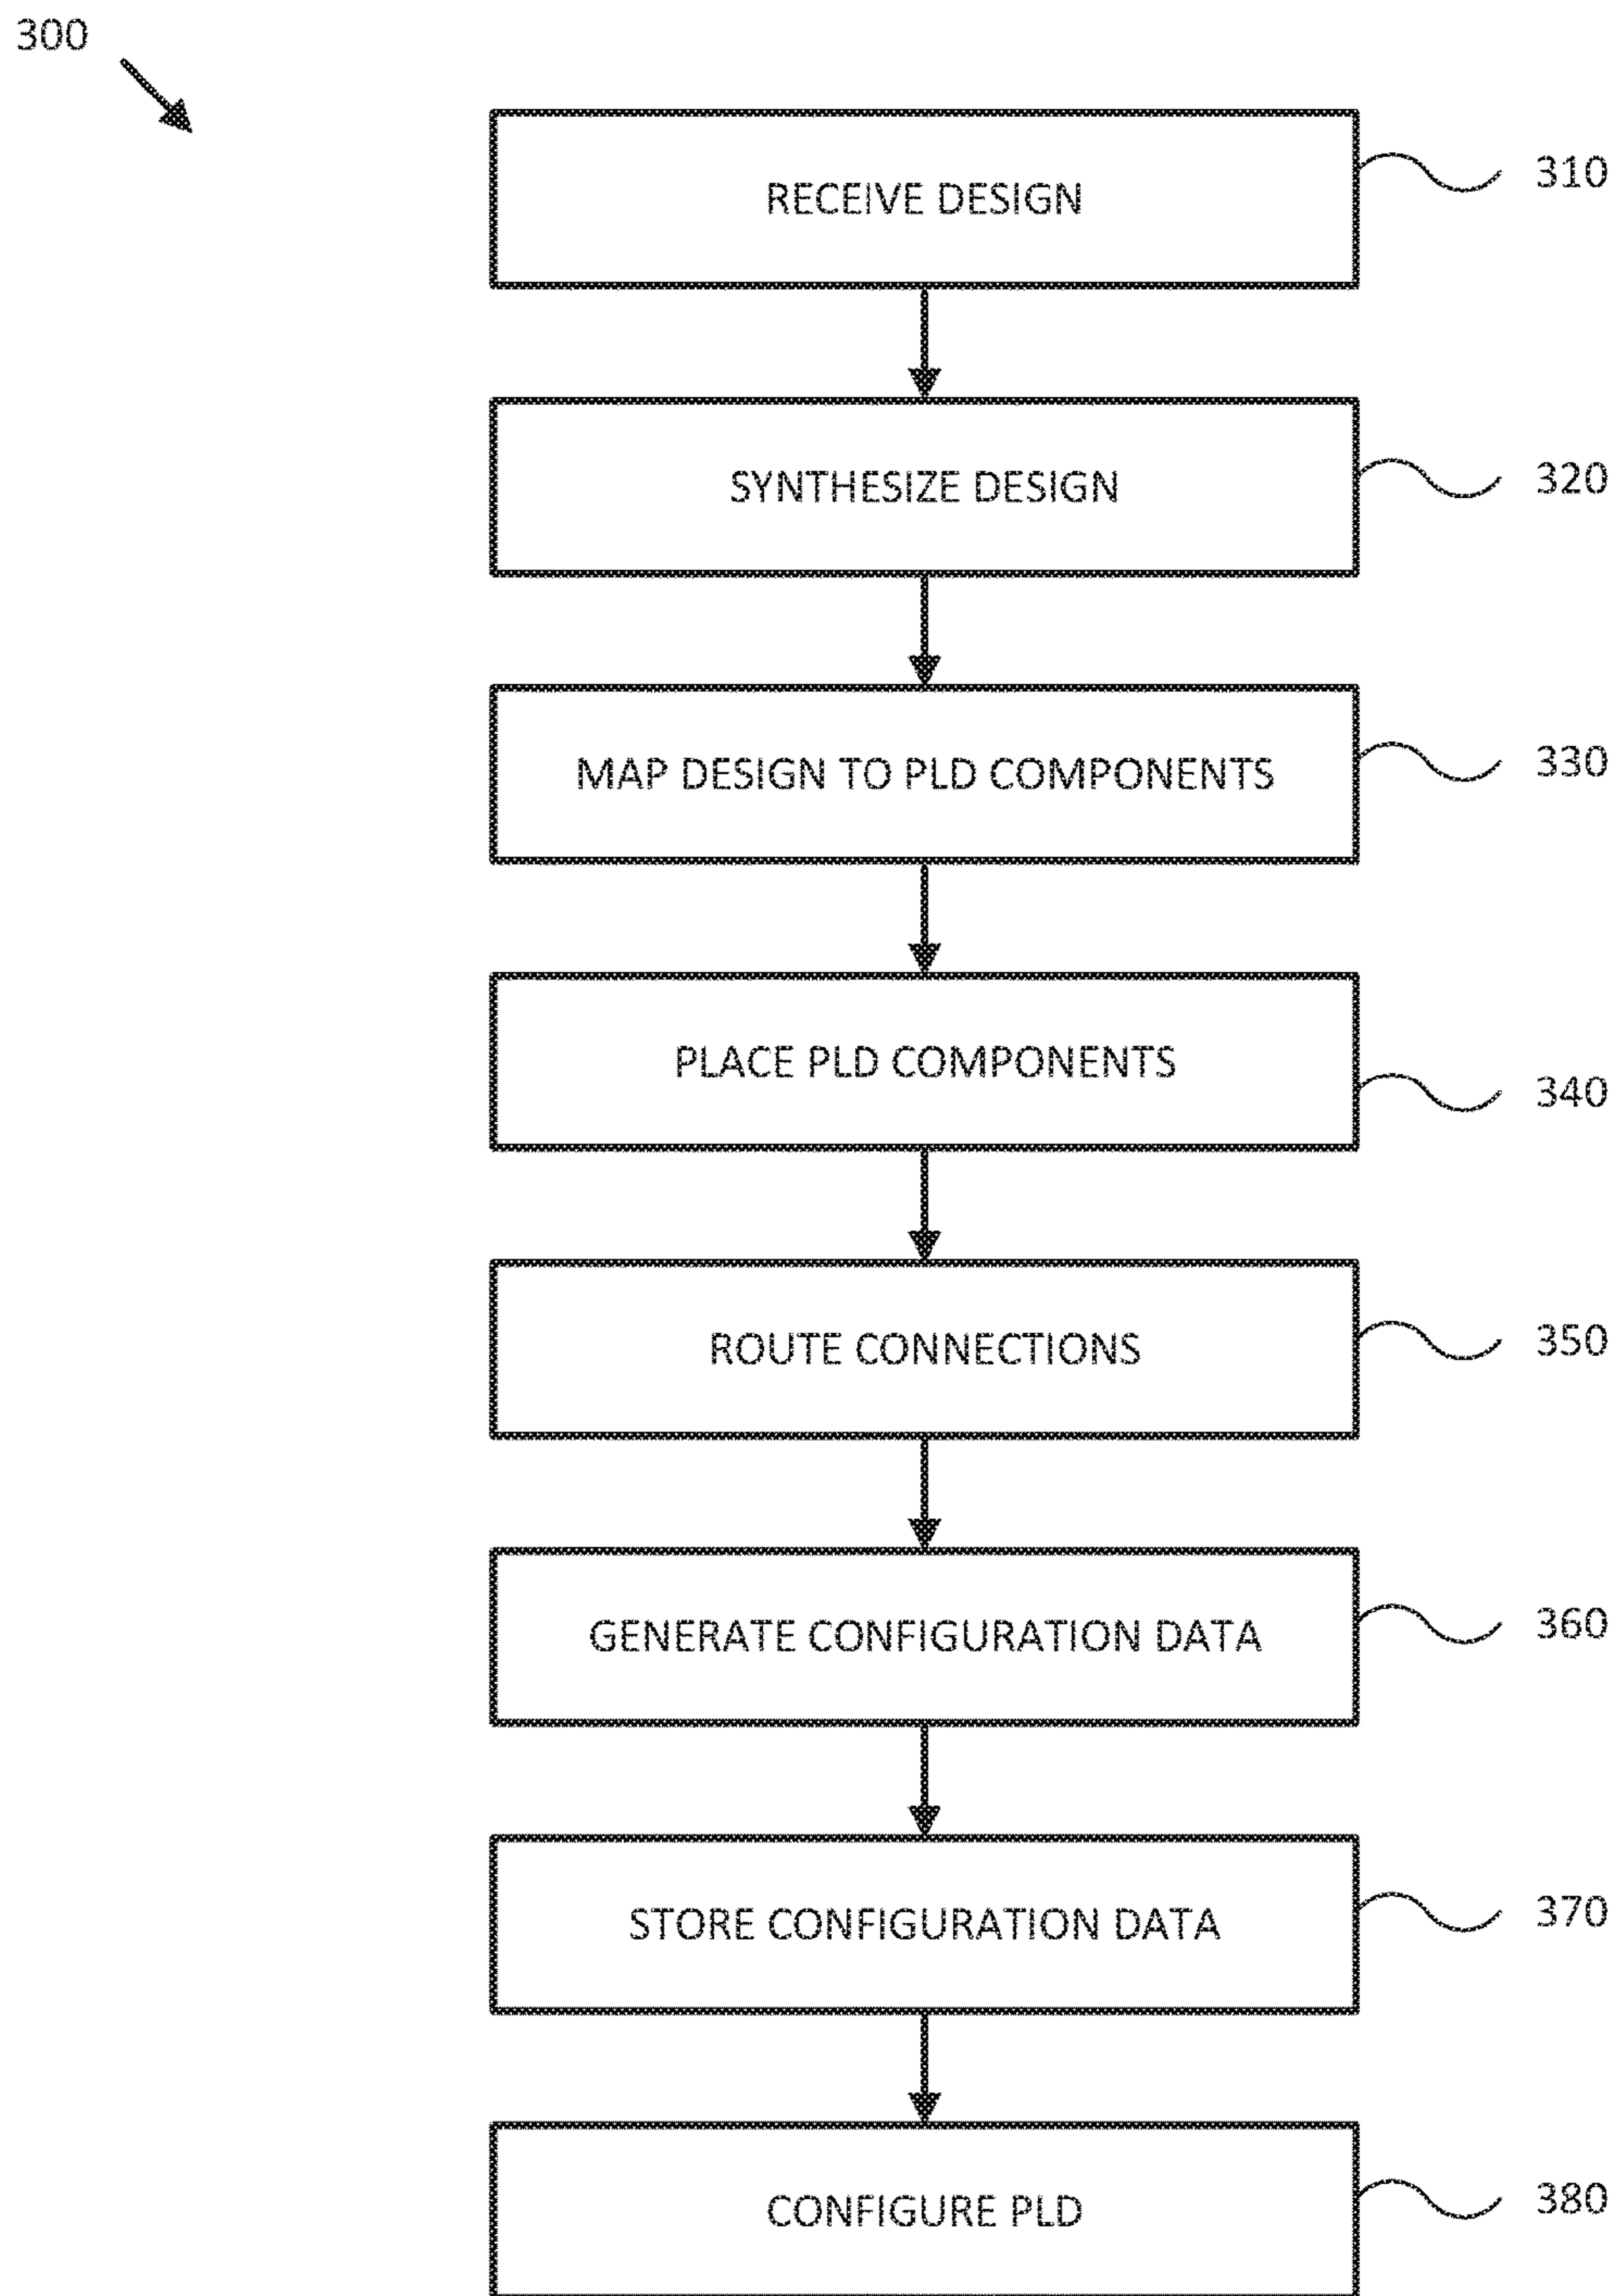 300
RECEIVE DESIGN 310
SYNTHESIZE DESIGN 320
MAP DESIGN TO PLD COMPONENTS 330
PLACE PLD COMPONENTS 340
ROUTE CONNECTIONS 350
GENERATE CONFIGURATION DATA 360
STORE CONFIGURATION DATA 370
CONFIGURE PLD 380